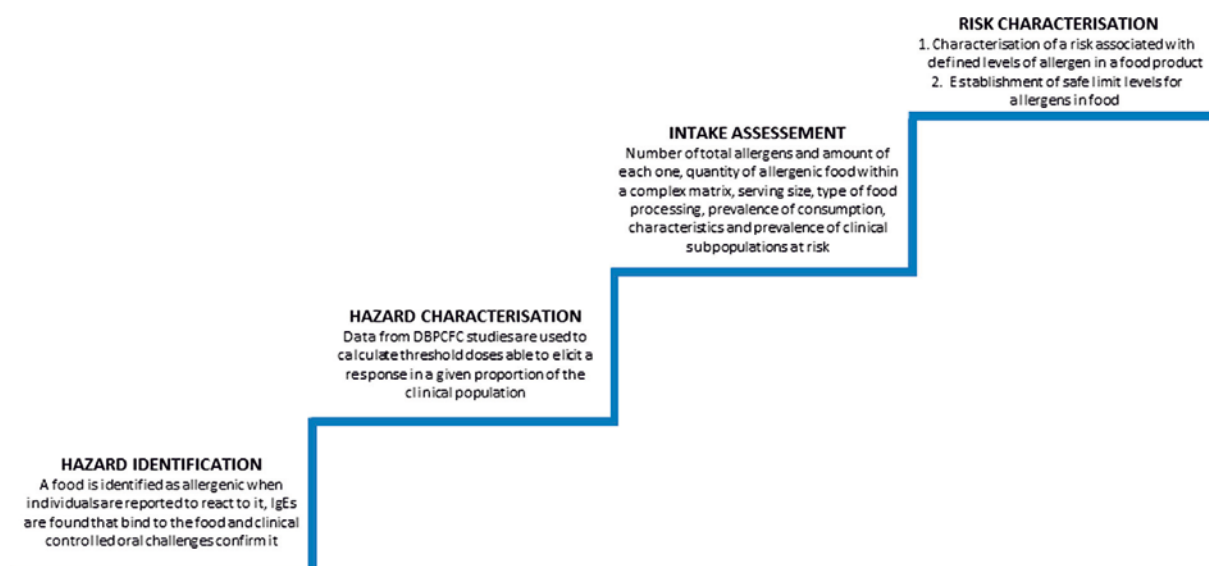 RISK CHARACTERISATION
1. Characterisation of a risk associated with
defined levels of allergen in a food product
2. Establishment of safe limit levels for
allergens in food
INTAKE ASSESSEMENT
Number of total allergens and amount of
each one, quantity of allergenic food within
a complex matrix, serving size, type of food
processing, prevalence of consumption,
characteristics and prevalence of clinical
subpopulations at risk
HAZARD CHARACTERISATION
Data from DBPCFC studies are used to
calculate threshold doses able to elicit a
response in a given proportion of the
clinical population
HAZARD IDENTIFICATION
A food is identified as allergenic when
individuals are reported to react to it, IgEs
are found that bind to the food and clinical
controlled oral challenges confirm it